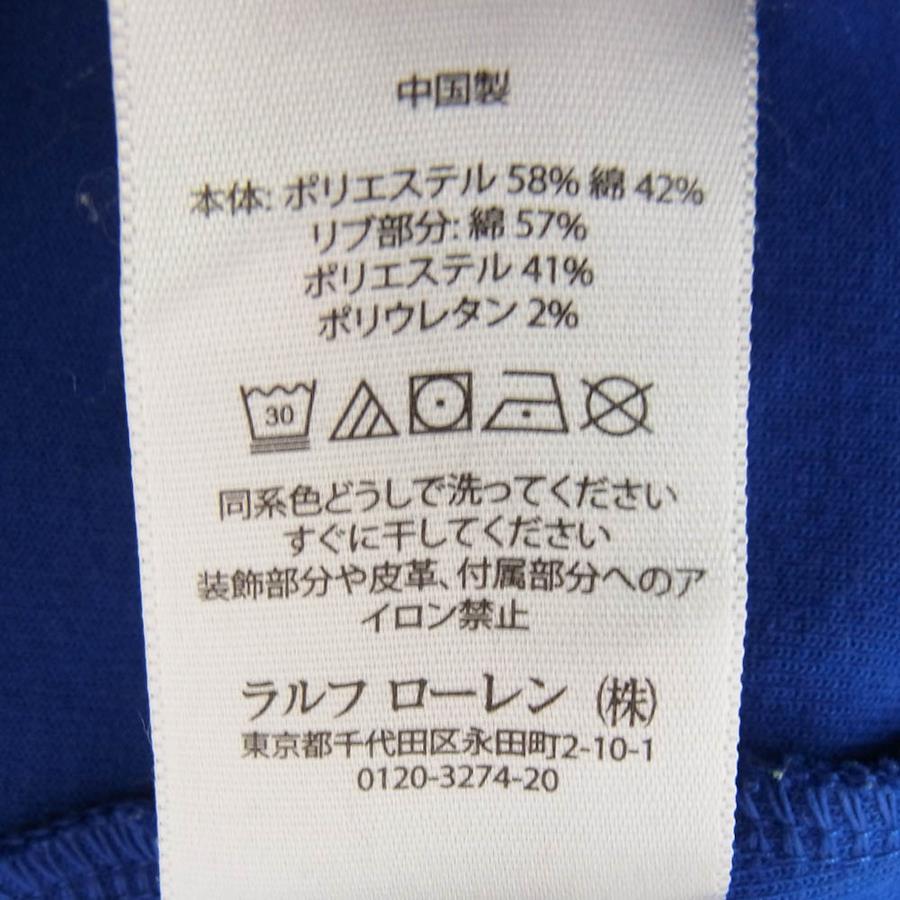 中国製
本体: ポリエステル 58% 綿 42%
リブ部分: 綿 57%
ポリエステル 41%
ポリウレタン 2%
30
同系色どうしで洗ってください
すぐに干してください
装飾部分や皮革、付属部分へのア
イロン禁止
ラルフ ローレン (株)
東京都千代田区永田町2-10-1
0120-3274-20